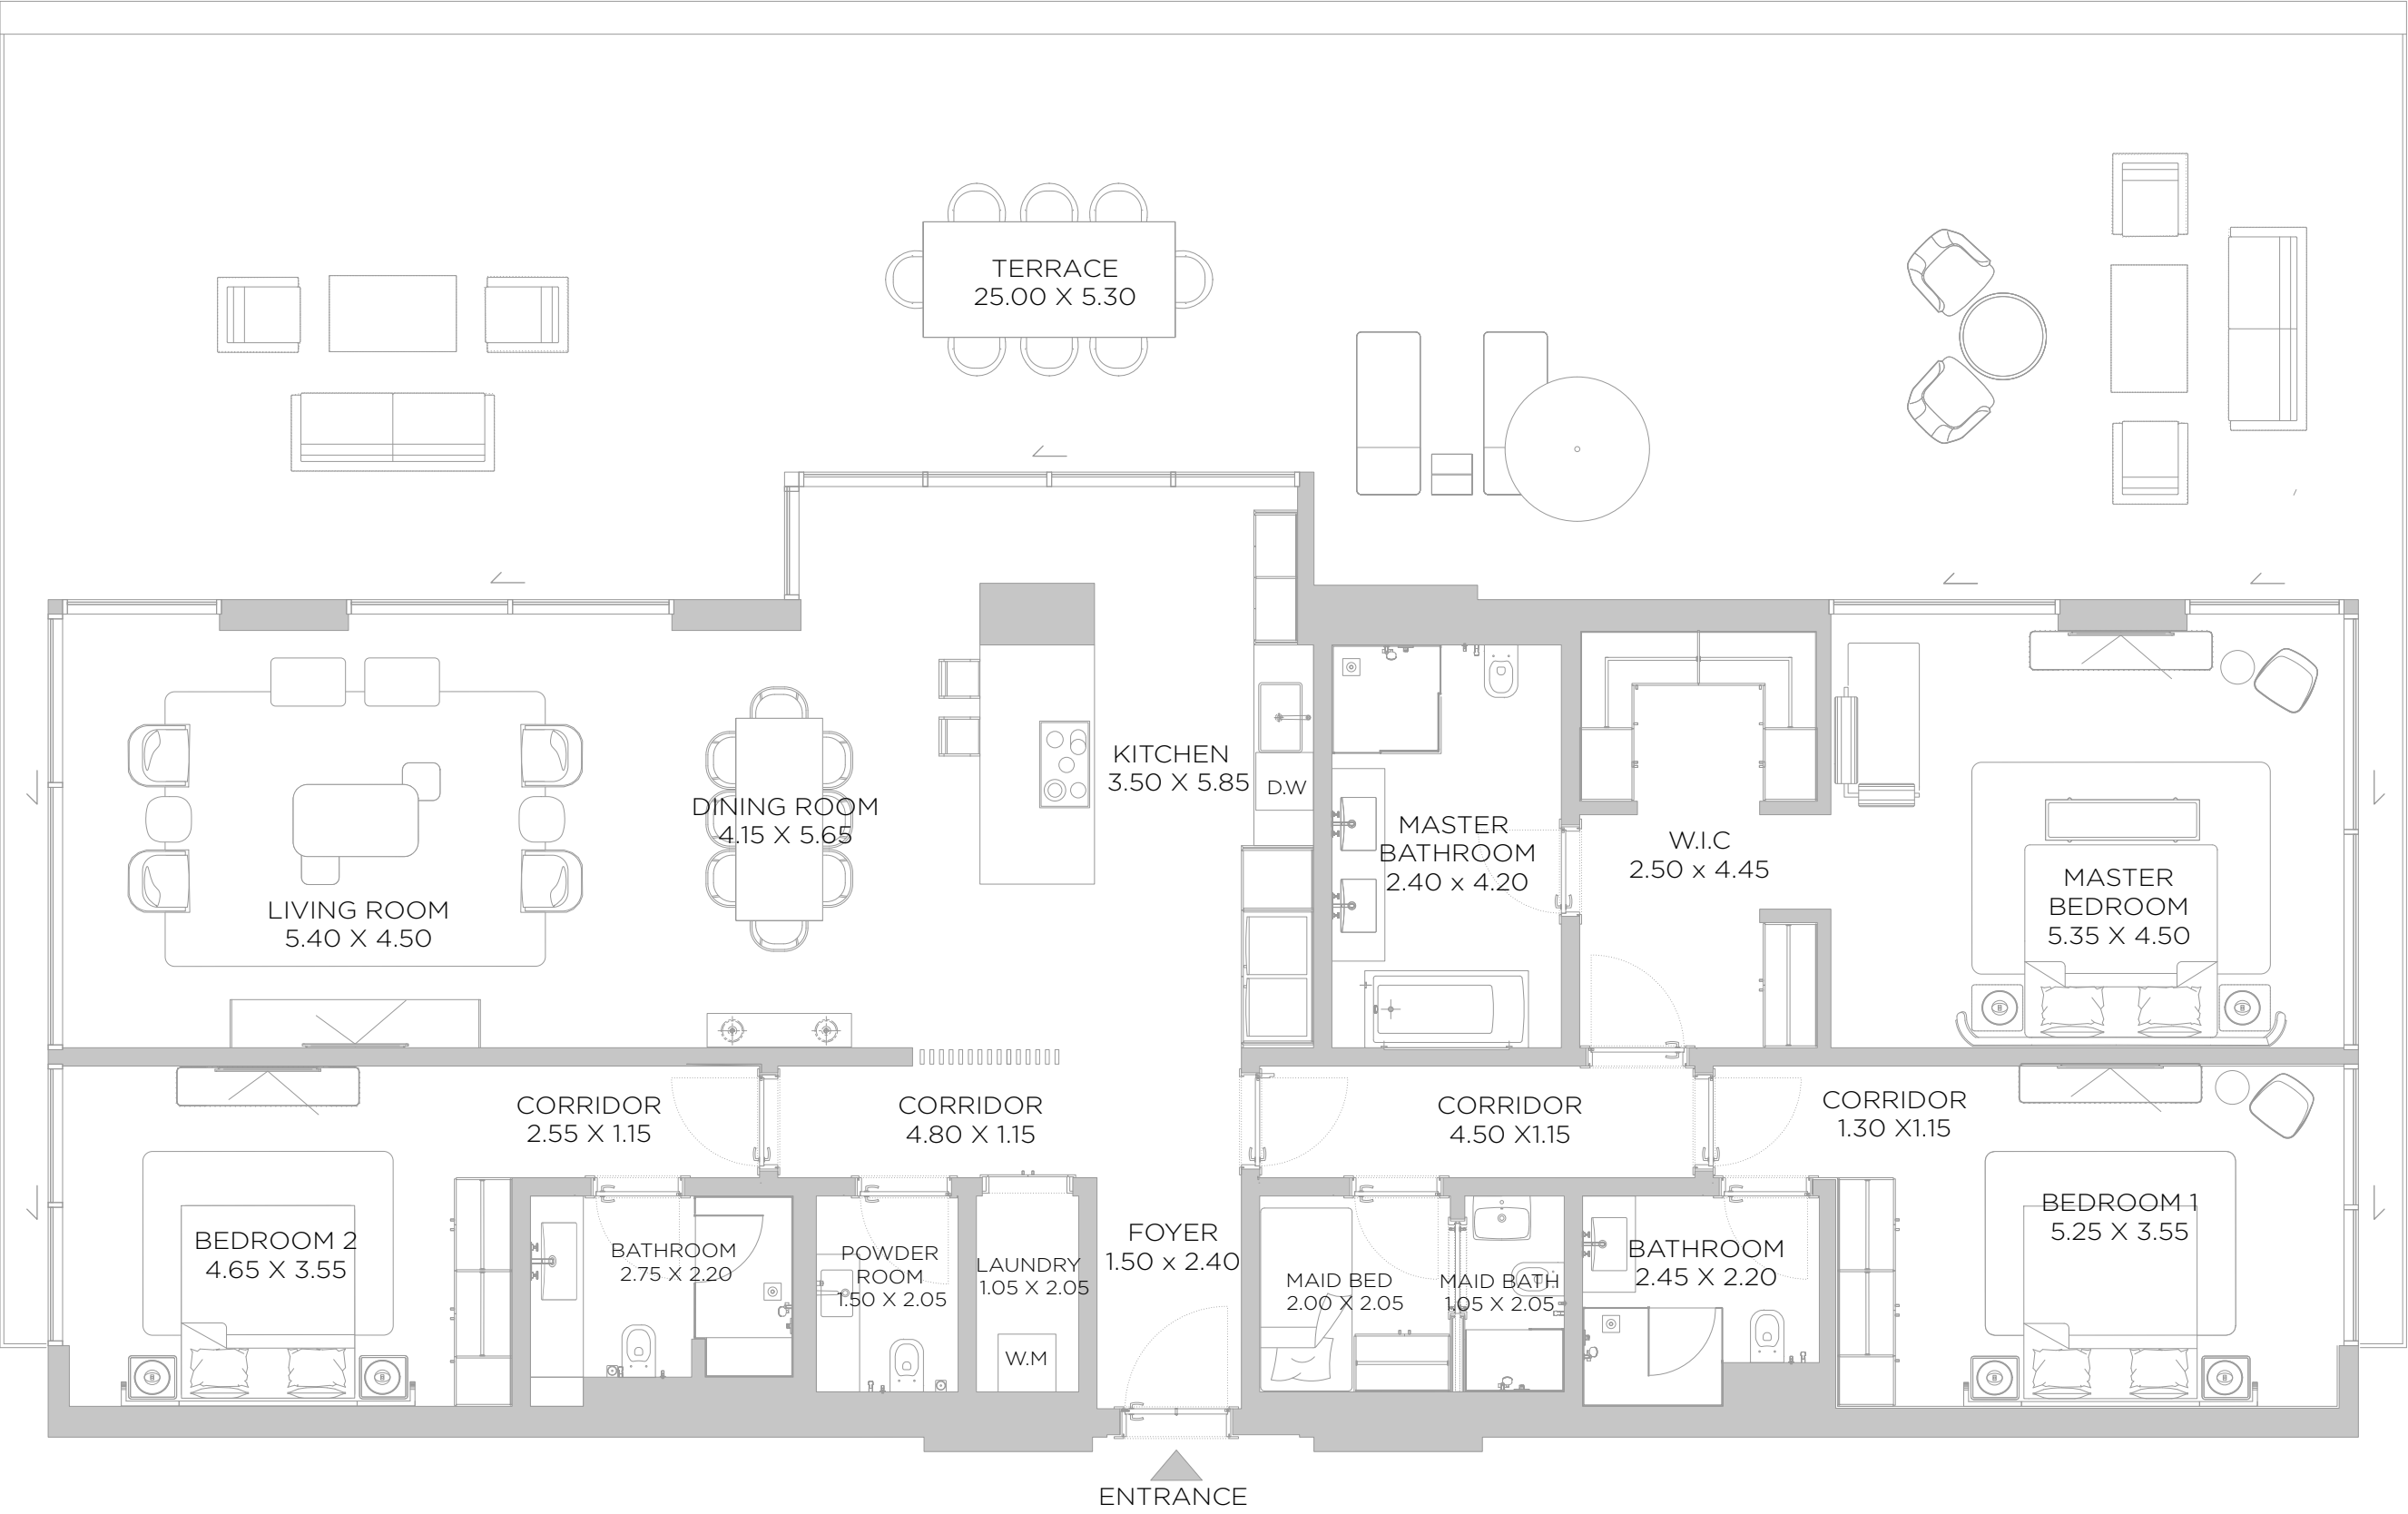 TERRACE
25.00 X 5.30
KITCHEN
3.50 X 5.85
D.W
DINING ROOM
4.15 X 5.65
LIVING ROOM
5.40 X 4.50
MASTER
BATHROOM
2.40 x 4.20
W.I.C
2.50 x 4.45
MASTER
BEDROOM
5.35 X 4.50
CORRIDOR
2.55 X 1.15
CORRIDOR
4.80 X 1.15
CORRIDOR
4.50 X1.15
CORRIDOR
1.30 X1.15
BEDROOM 2
4.65 X 3.55
BATHROOM
2.75 X 2.20
POWDER
ROOM
1.50 X 2.05
LAUNDRY
1.05 X 2.05
W.M
FOYER
1.50 x 2.40
MAID BED
2.00 X 2.05
MAID BATH
1.05 X 2.05
BATHROOM
2.45 X 2.20
BEDROOM 1
5.25 X 3.55
ENTRANCE